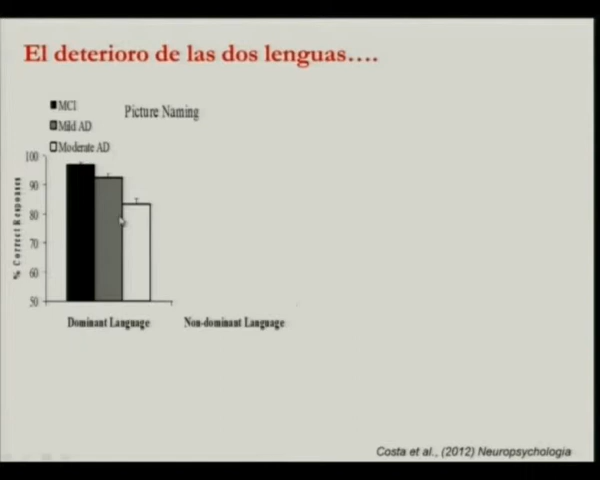 El deterioro de las dos lenguas....
MCI
Mild AD
Moderate AD
Picture Naming
100
90
80
70
60
50
% Correct Responses
Dominant Language
Non-dominant Language
Costa et al., (2012) Neuropsychologia